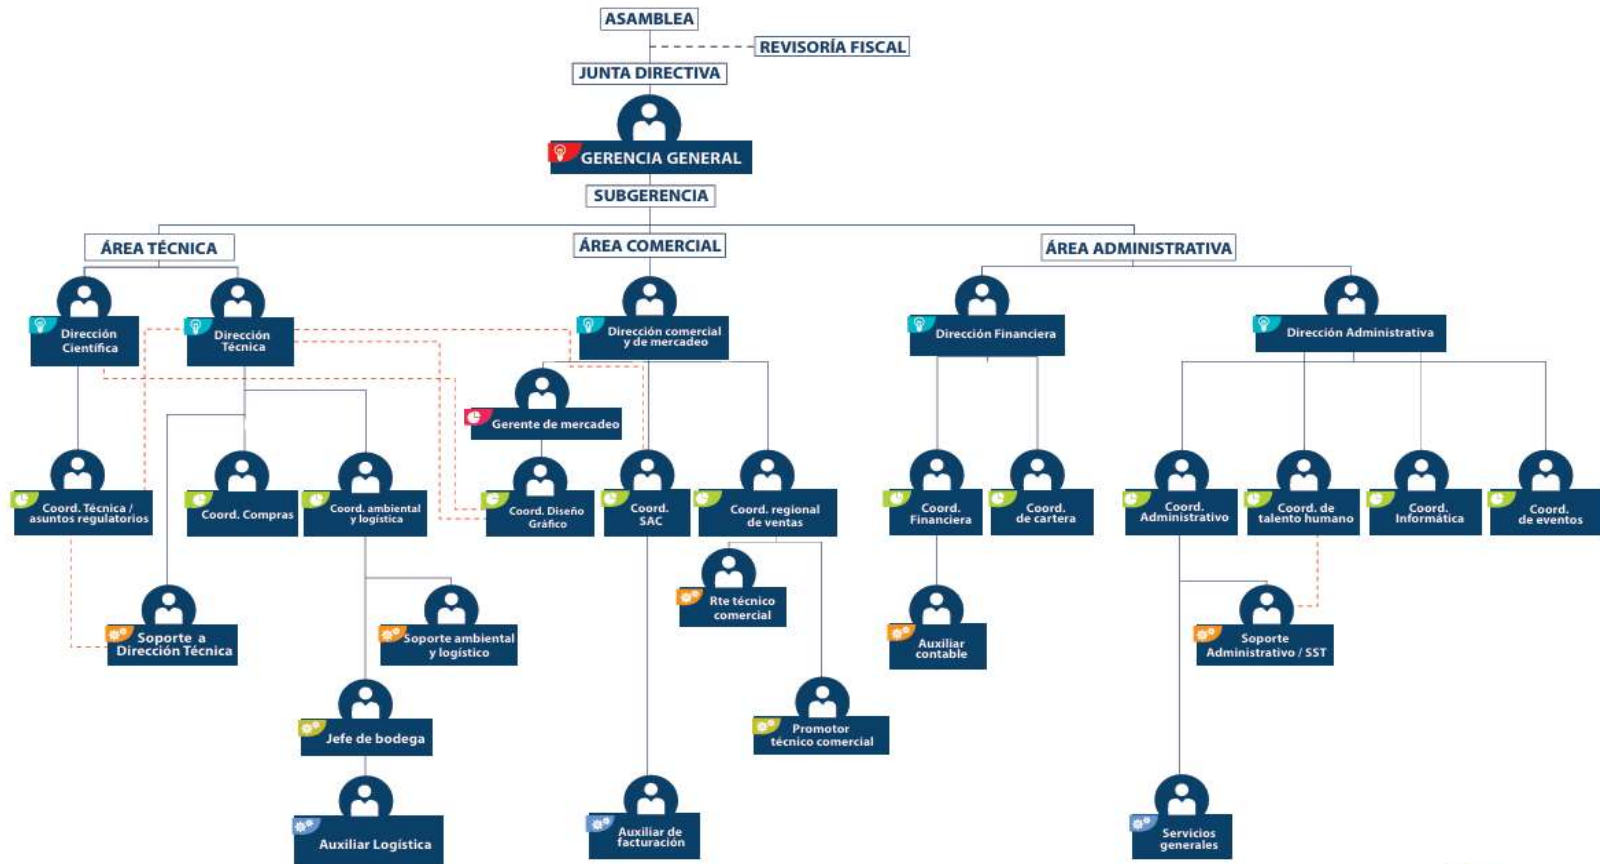 ASAMBLEA
REVISORÍA FISCAL
JUNTA DIRECTIVA
GERENCIA GENERAL
SUBGERENCIA
ÁREA TÉCNICA
ÁREA COMERCIAL
ÁREA ADMINISTRATIVA
Dirección
Científica
Dirección
Técnica
Dirección comercial
y de mercadeo
Dirección Financiera
Dirección Administrativa
Gerente de mercadeo
Coord. Técnica /
asuntos regulatorios
Coord. Compras
Coord. ambiental
y logística
Coord. Diseño
Gráfico
Coord.
SAC
Coord. regional
de ventas
Coord.
Financiera
Coord.
de cartera
Coord.
Administrativo
Coord. de
talento humano
Coord.
Informática
Coord.
de eventos
Rte técnico
comercial
Soporte a
Dirección Técnica
Soporte ambiental
y logístico
Auxiliar
contable
Soporte
Administrativo / SST
Jefe de bodega
Promotor
técnico comercial
Auxiliar Logística
Auxiliar de
facturación
Servicios
generales